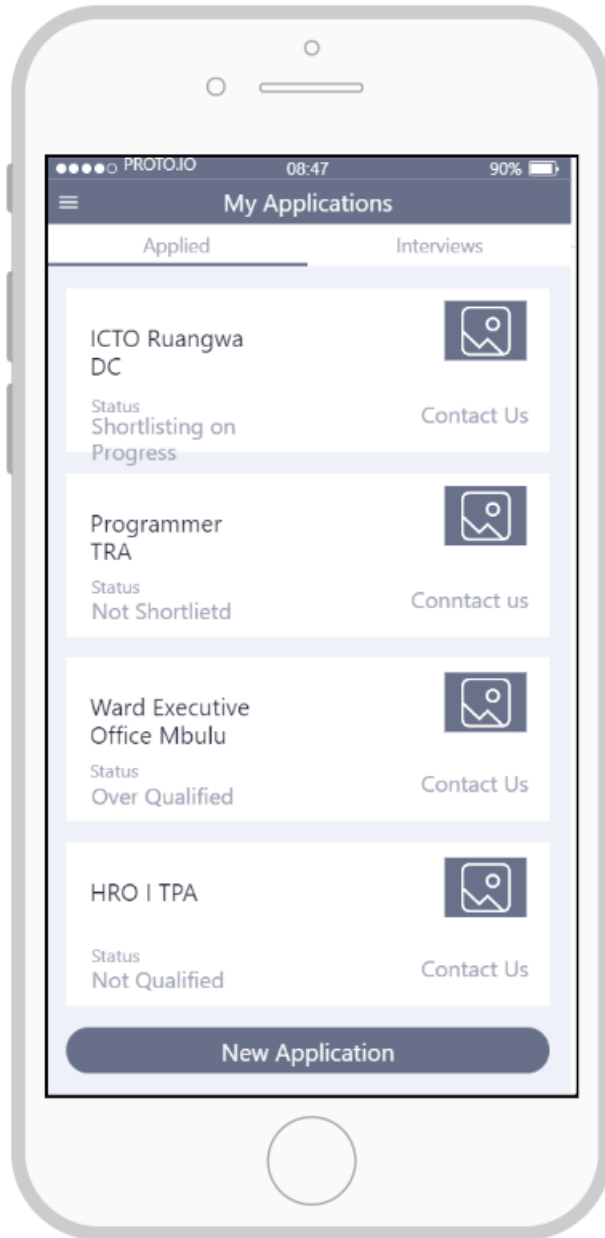 PROTO.IO 08:47 90%
My Applications
Applied Interviews
ICTO Ruangwa
DC
Status
Shortlisting on
Progress
Contact Us
Programmer
TRA
Status
Not Shortlietd
Conntact us
Ward Executive
Office Mbulu
Status
Over Qualified
Contact Us
HRO I TPA
Status
Not Qualified
Contact Us
New Application